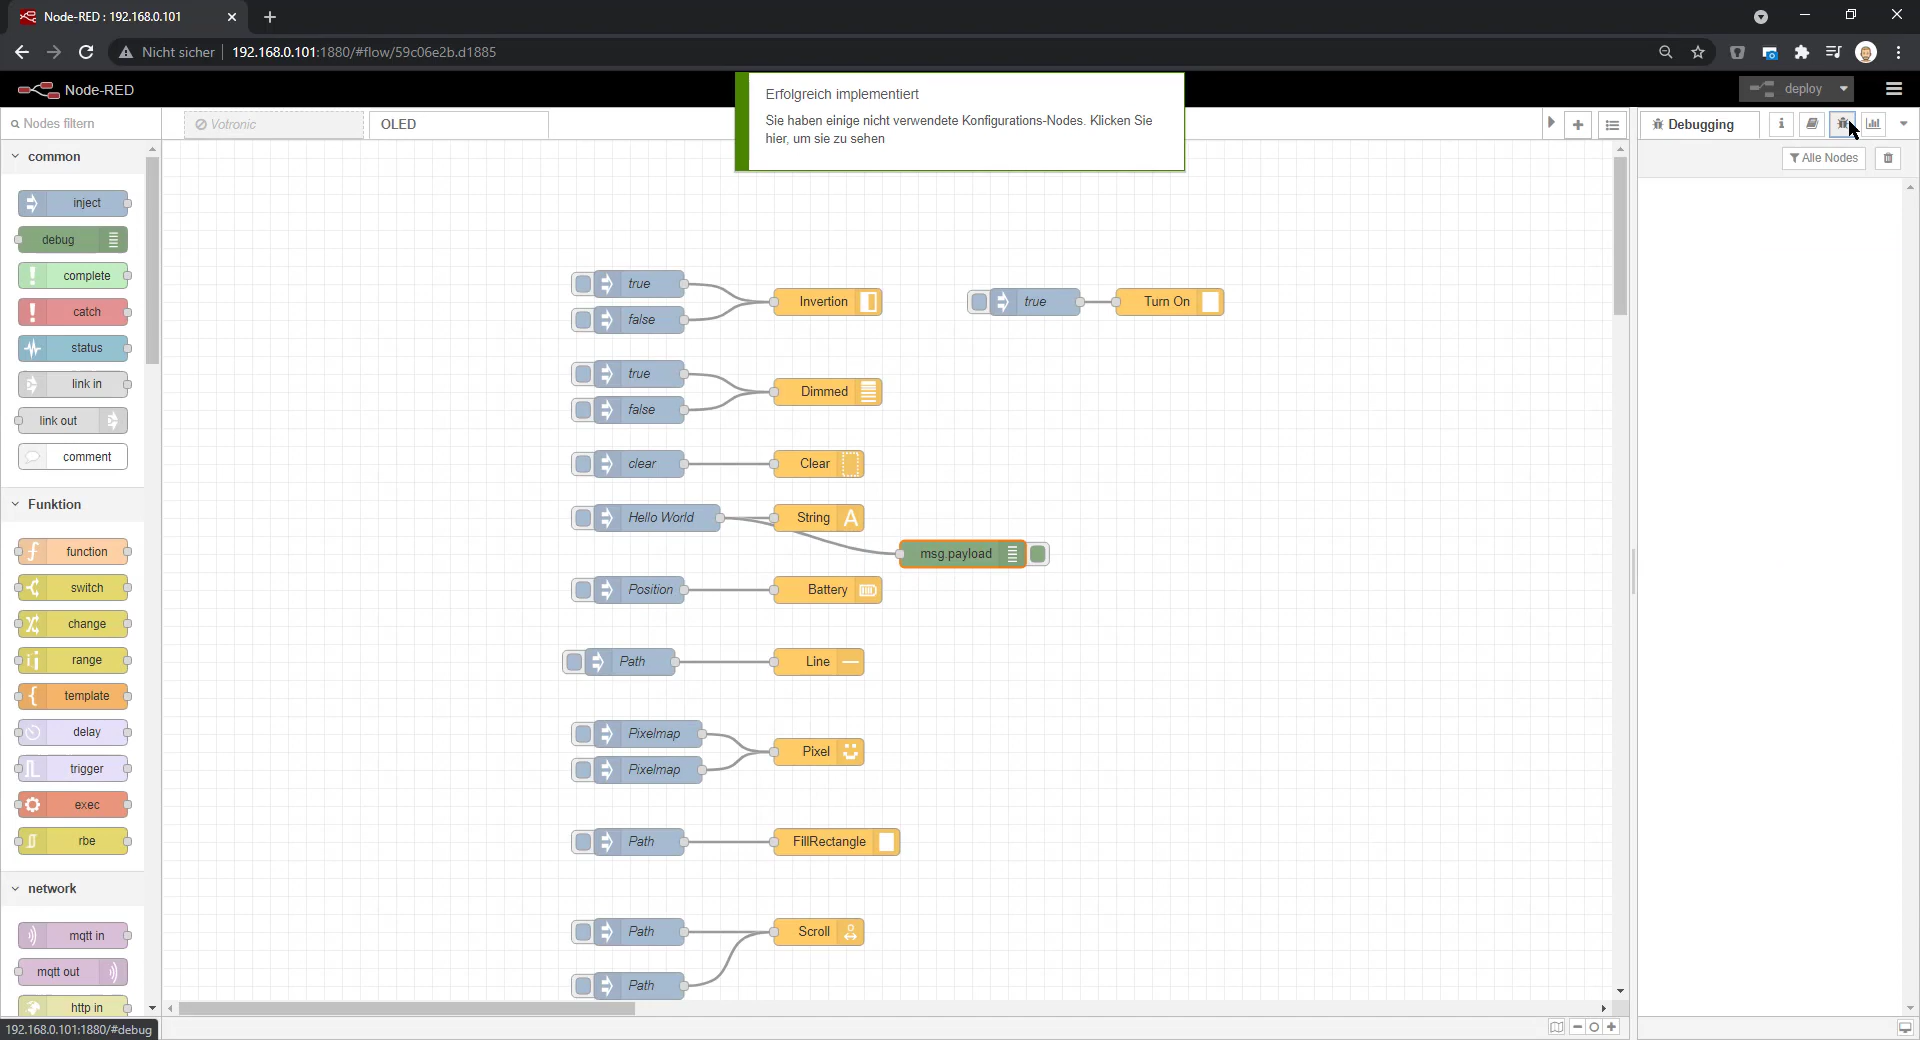 Node-RED : 192.168.0.101
Nicht sicher
192.168.0.101:1880/#flow/59c06e2b.d1885
Node-RED
deploy
Erfolgreich implementiert
Sie haben einige nicht verwendete Konfigurations-Nodes. Klicken Sie
hier, um sie zu sehen
Nodes filtern
Votronic
OLED
Debugging
Alle Nodes
common
inject
debug
complete
catch
status
link in
link out
comment
Funktion
function
switch
change
range
template
delay
trigger
exec
rbe
network
mqtt in
mqtt out
http in
true
false
Invertion
true
Turn On
true
false
Dimmed
clear
Clear
Hello World
String
msg.payload
Position
Battery
Path
Line
Pixelmap
Pixelmap
Pixel
Path
FillRectangle
Path
Scroll
Path
192.168.0.101:1880/#debug